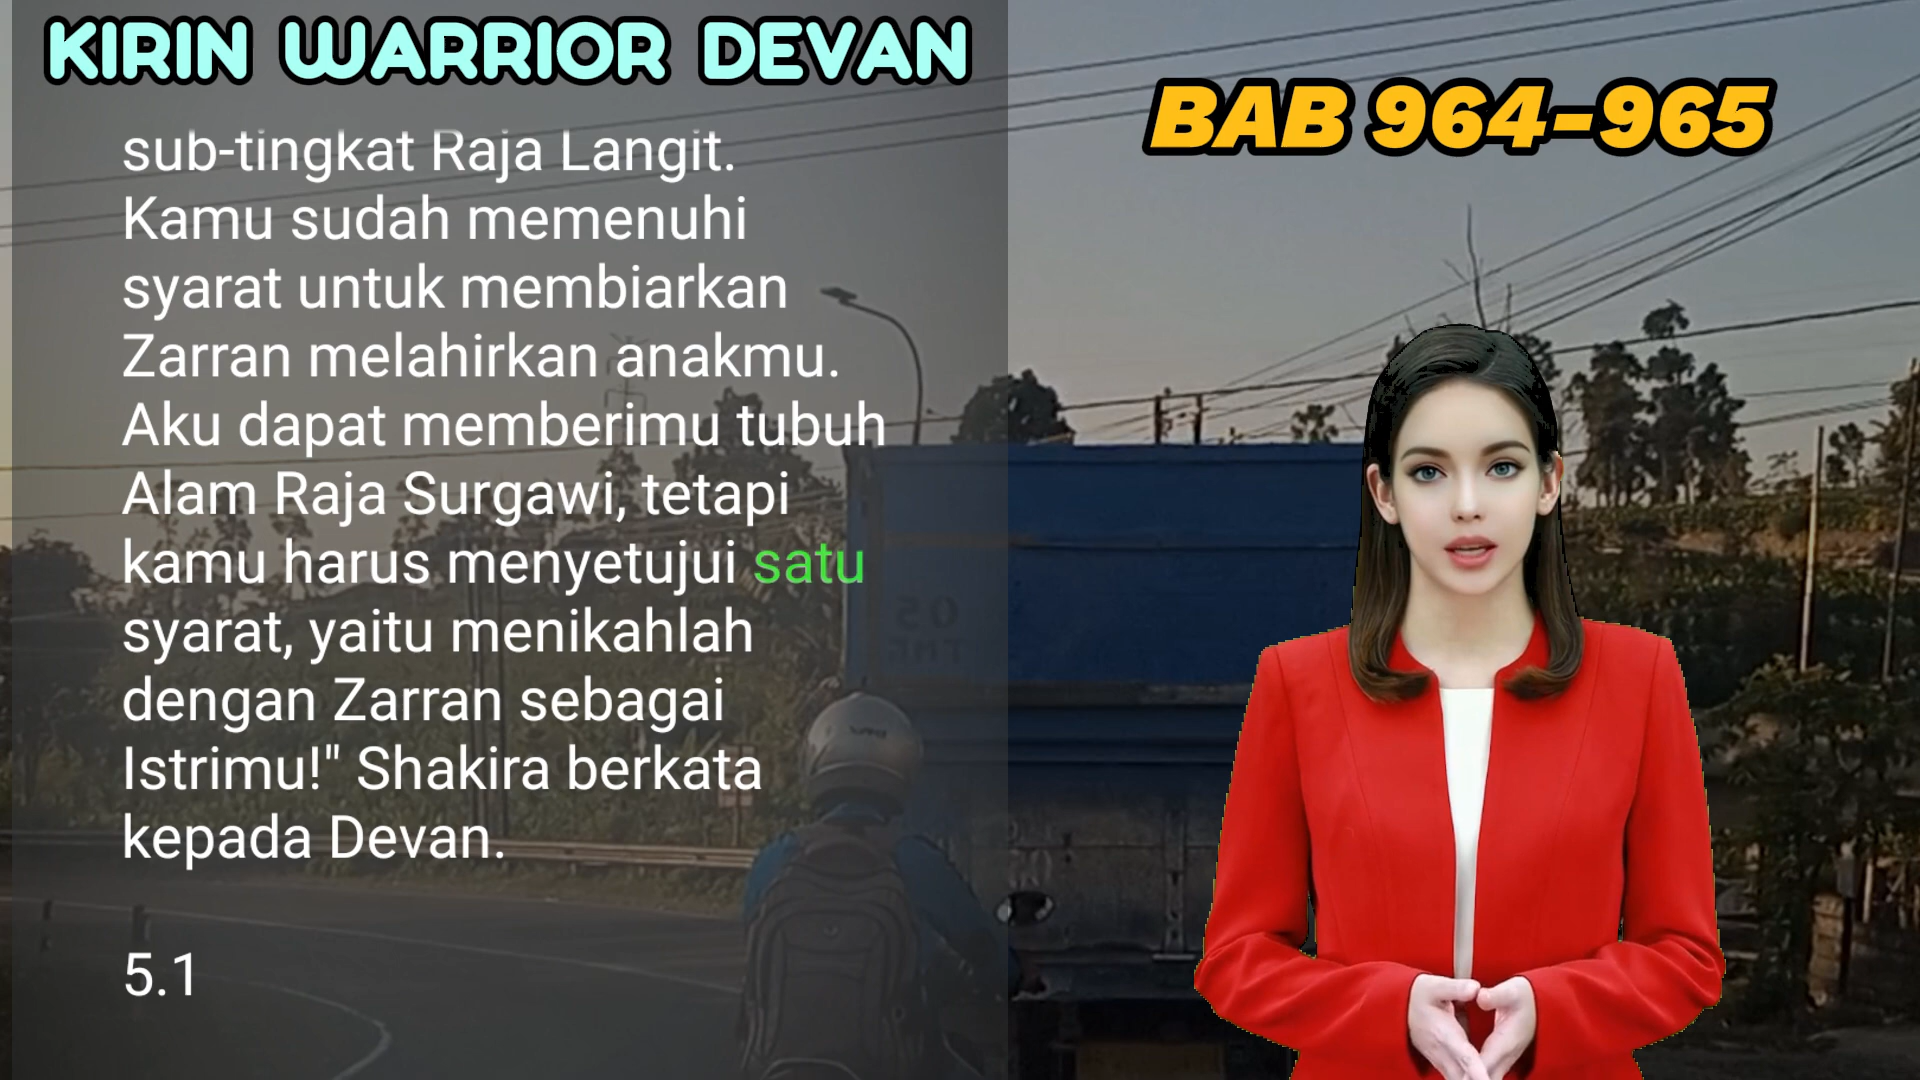 KIRIN WARRIOR DEVAN
BAB 964-965
sub-tingkat Raja Langit.
Kamu sudah memenuhi
syarat untuk membiarkan
Zarran melahirkan anakmu.
Aku dapat memberimu tubuh
Alam Raja Surgawi, tetapi
kamu harus menyetujui satu
syarat, yaitu menikahlah
dengan Zarran sebagai
Istrimu!" Shakira berkata
kepada Devan.
5.1